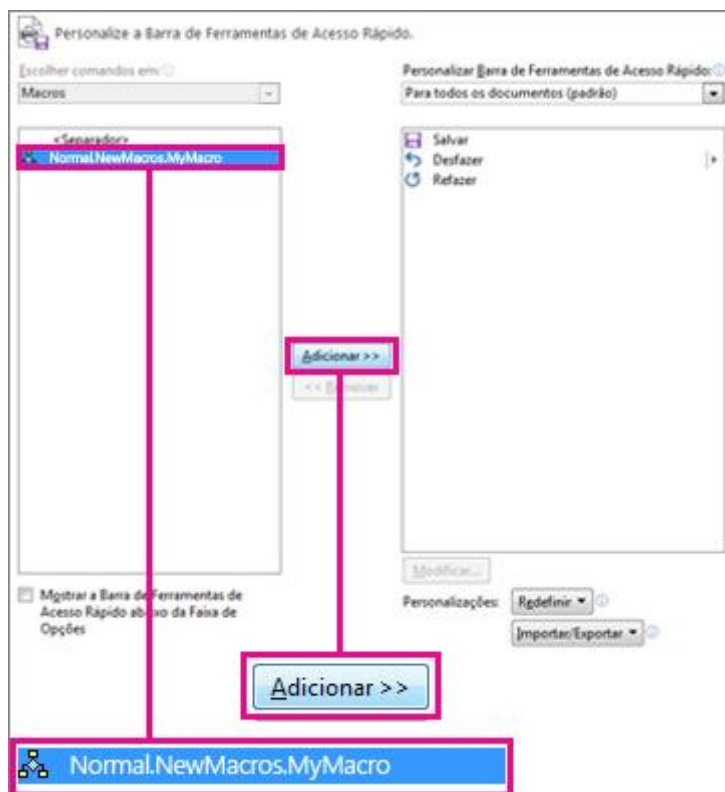 Personalize a Barra de Ferramentas de Acesso Rápido.
Escolher comandos em:
Macros
Personalizar Barra de Ferramentas de Acesso Rápido:
Para todos os documentos (padrão)
<Separador>
Normal.NewMacros.MyMacro
Salvar
Desfazer
Refazer
Adicionar >>
<< Remover
Modificar...
Mostrar a Barra de Ferramentas de
Acesso Rápido abaixo da Faixa de
Opções
Personalizações:
Redefinir
Importar/Exportar
Adicionar >>
Normal.NewMacros.MyMacro